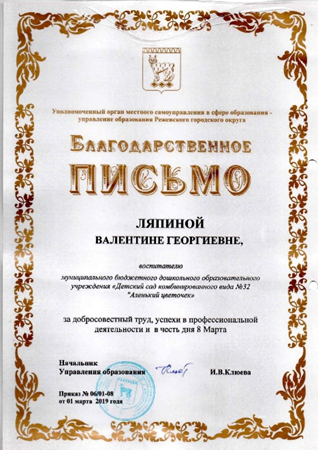 Уполномоченный орган местного самоуправления в сфере образования -
управление образования Режевского городского округа
БЛАГОДАРСТВЕННОЕ
ПИСЬМО
ЛЯПИНОЙ
ВАЛЕНТИНЕ ГЕОРГИЕВНЕ,
воспитателю
муниципального бюджетного дошкольного образовательного
учреждения «Детский сад комбинированного вида №32
"Аленький цветочек»
за добросовестный труд, успехи в профессиональной
деятельности и в честь дня 8 Марта
Начальник
Управления образования И.В.Клюева
Приказ № 06/01-08
от 01 марта 2019 года